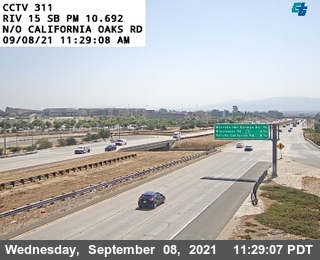 CCTV 311
RIV 15 SB PM 10.692
N/O CALIFORNIA OAKS RD
09/08/21 11:29:08 AM
Wednesday, September 08, 2021 11:29:07 PDT